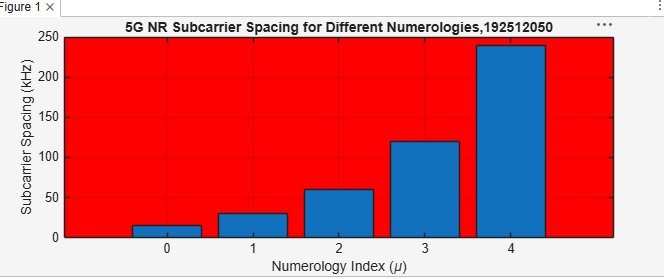 Figure 1 ×
5G NR Subcarrier Spacing for Different Numerologies,192512050
Subcarrier Spacing (kHz)
250
200
150
100
50
0
0 1 2 3 4
Numerology Index (μ)